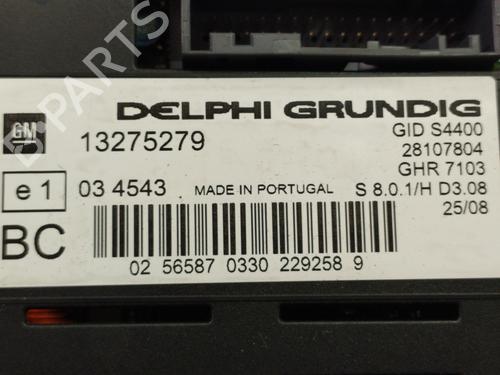 DELPHI GRUNDIG
GM
13275279
GID S4400
28107804
GHR 7103
e 1
03 4543
MADE IN PORTUGAL
S 8.0.1/H D3.08
25/08
BC
02 56587 0330 229258 9